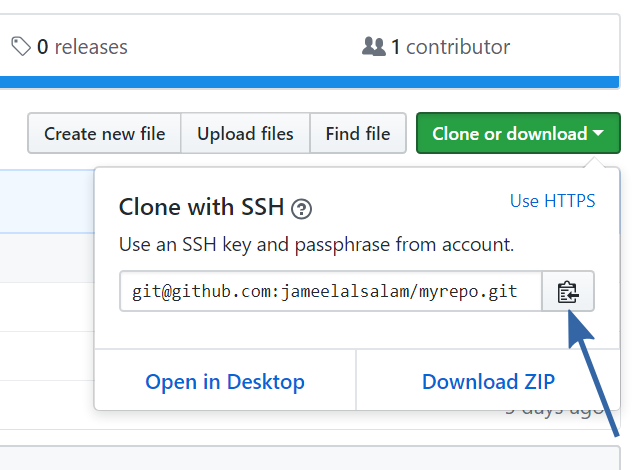 0 releases
1 contributor
Create new file
Upload files
Find file
Clone or download
Clone with SSH ?
Use HTTPS
Use an SSH key and passphrase from account.
git@github.com:jameelalsalam/myrepo.git
Open in Desktop
Download ZIP
days ago